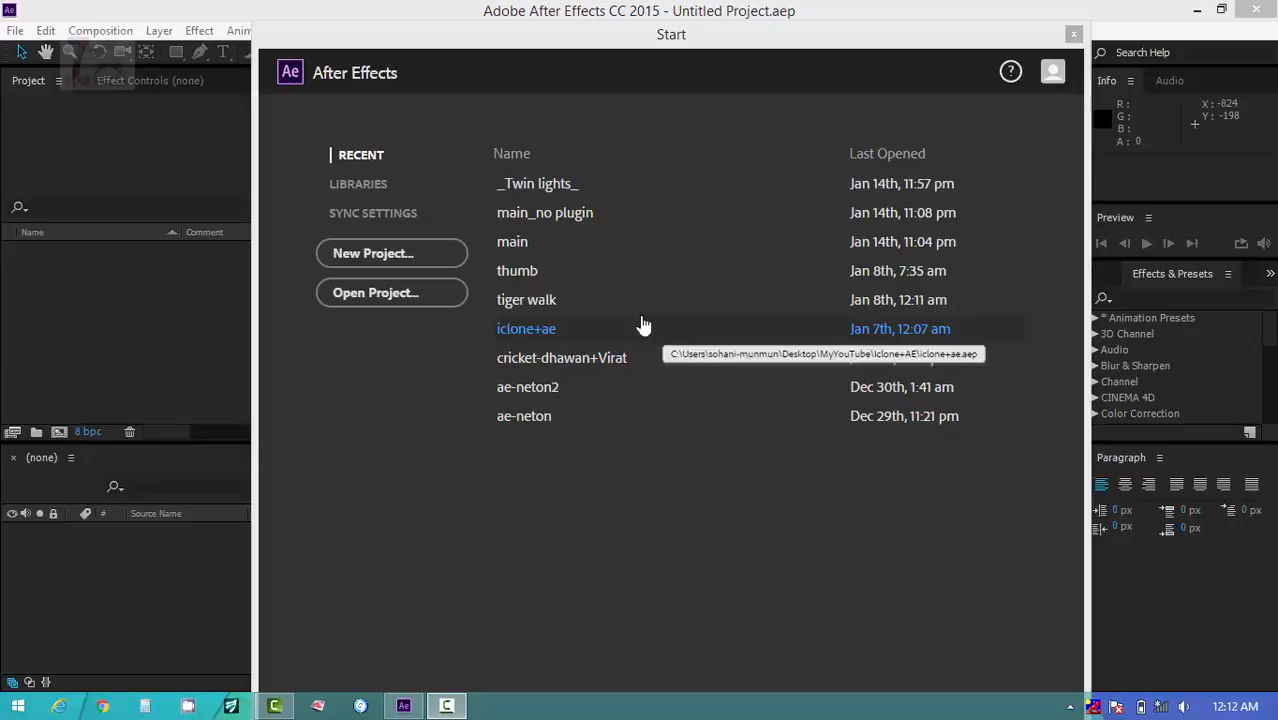 Ae
Adobe After Effects CC 2015 - Untitled Project.aep
File Edit Composition Layer Effect Anim
Start
x
T
Search Help
Project
Effect Controls (none)
Ae After Effects
?
Info
Audio
R :
G :
B :
A : 0
X : -824
Y : -198
RECENT
LIBRARIES
SYNC SETTINGS
New Project...
Open Project...
Name Last Opened
_Twin lights_ Jan 14th, 11:57 pm
main_no plugin Jan 14th, 11:08 pm
main Jan 14th, 11:04 pm
thumb Jan 8th, 7:35 am
tiger walk Jan 8th, 12:11 am
iclone+ae Jan 7th, 12:07 am
C:\Users\sohani-munmun\Desktop\MyYouTube\Iclone+AE\iclone+ae.aep
cricket-dhawan+Virat
ae-neton2 Dec 30th, 1:41 am
ae-neton Dec 29th, 11:21 pm
Name Comment
8 bpc
× (none)
# Source Name
Preview
Effects & Presets
* Animation Presets
3D Channel
Audio
Blur & Sharpen
Channel
CINEMA 4D
Color Correction
Paragraph
0 px 0 px 0 px
0 px 0 px
Ae
C
12:12 AM